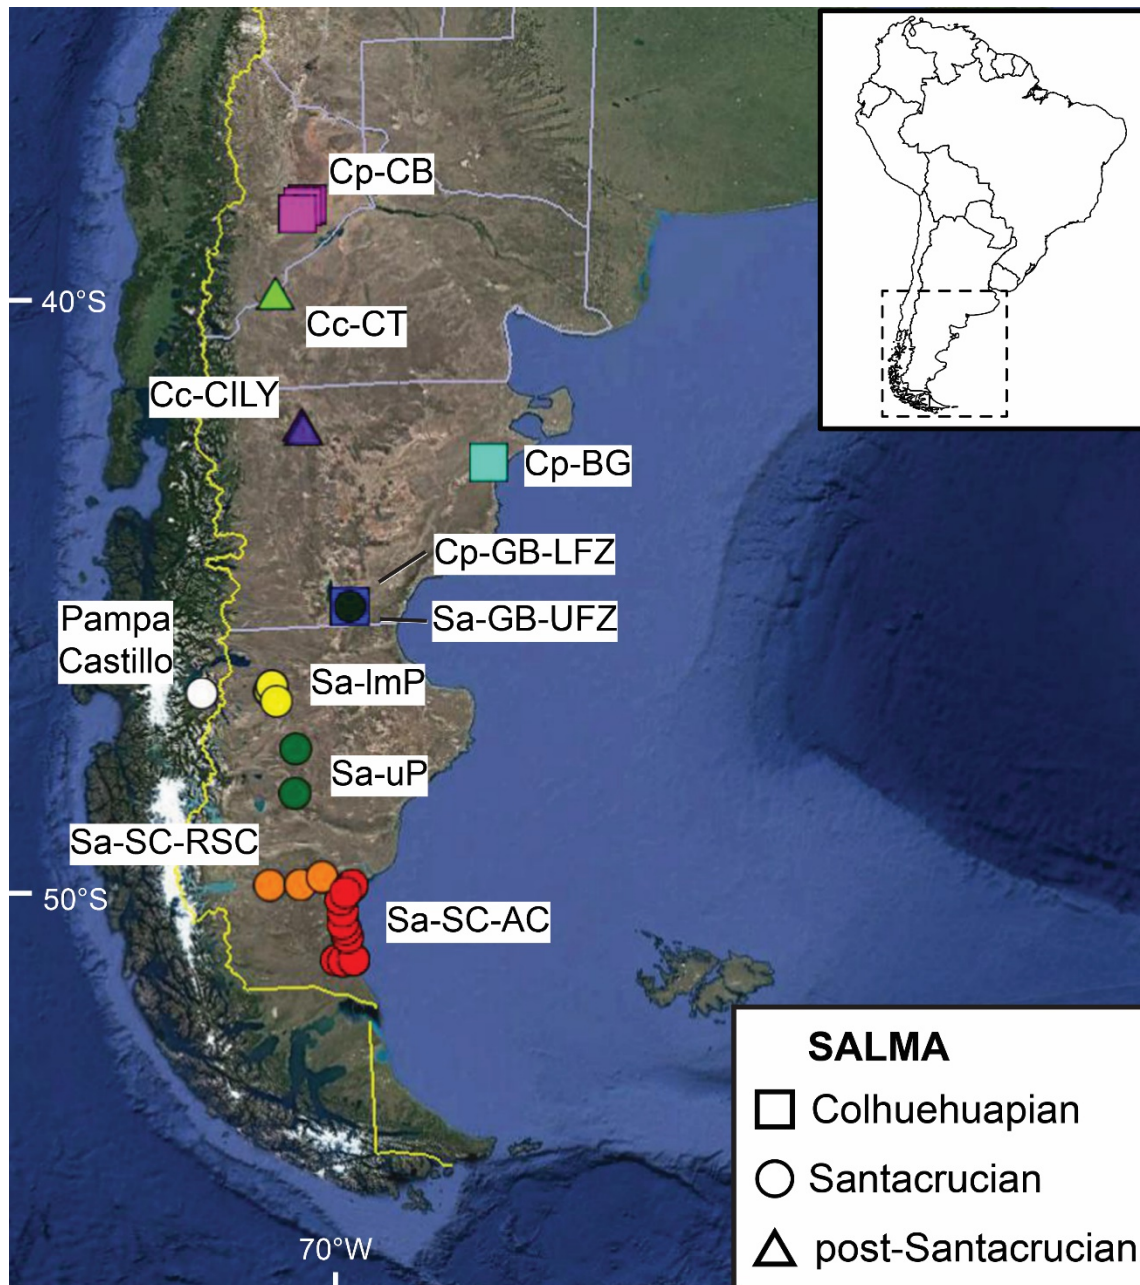 Cp-CB
40°S
Cc-CT
Cc-CILY
Cp-BG
Cp-GB-LFZ
Sa-GB-UFZ
Pampa
Castillo
Sa-lmP
Sa-uP
Sa-SC-RSC
50°S
Sa-SC-AC
70°W
SALMA
Colhuehuapian
Santacrucian
post-Santacrucian